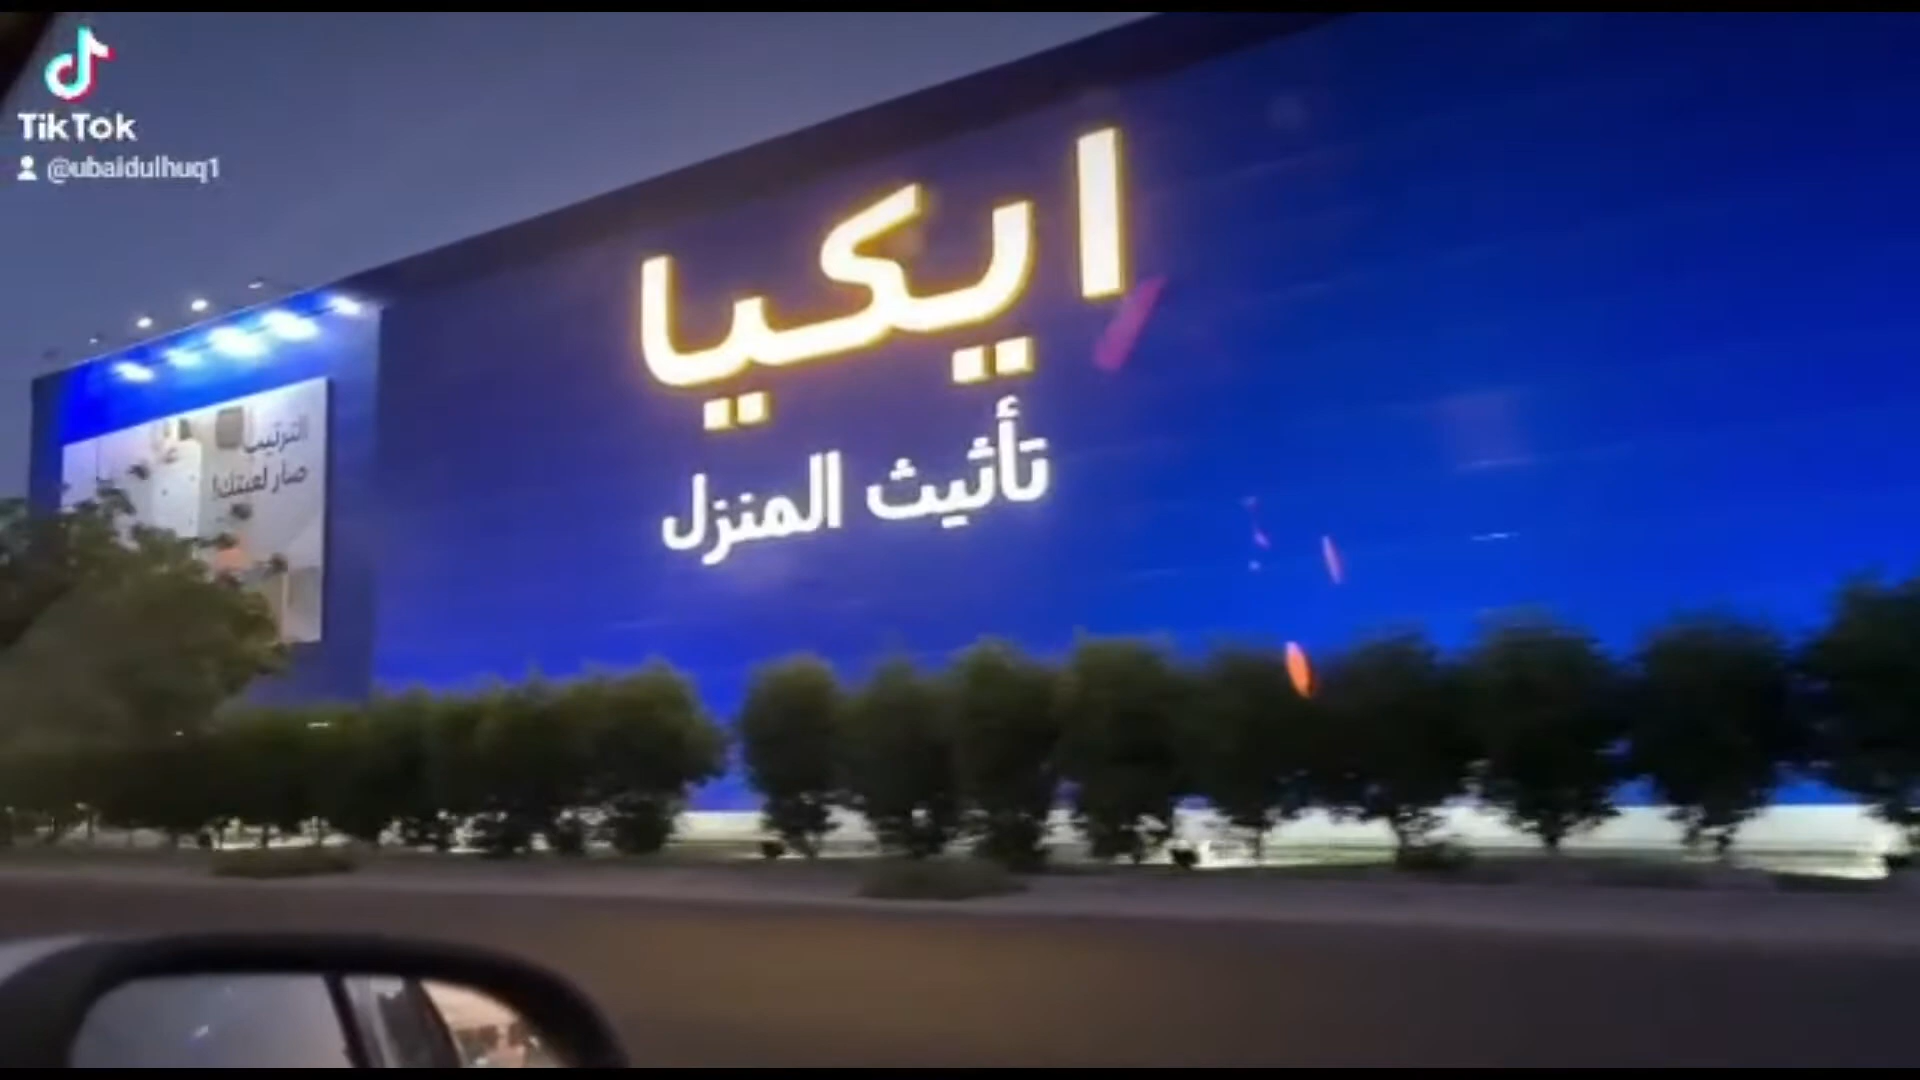 TikTok
@ubaidulhuq1
ايكيا
تأثيث المنزل
الترتيب
صار لعبتك!